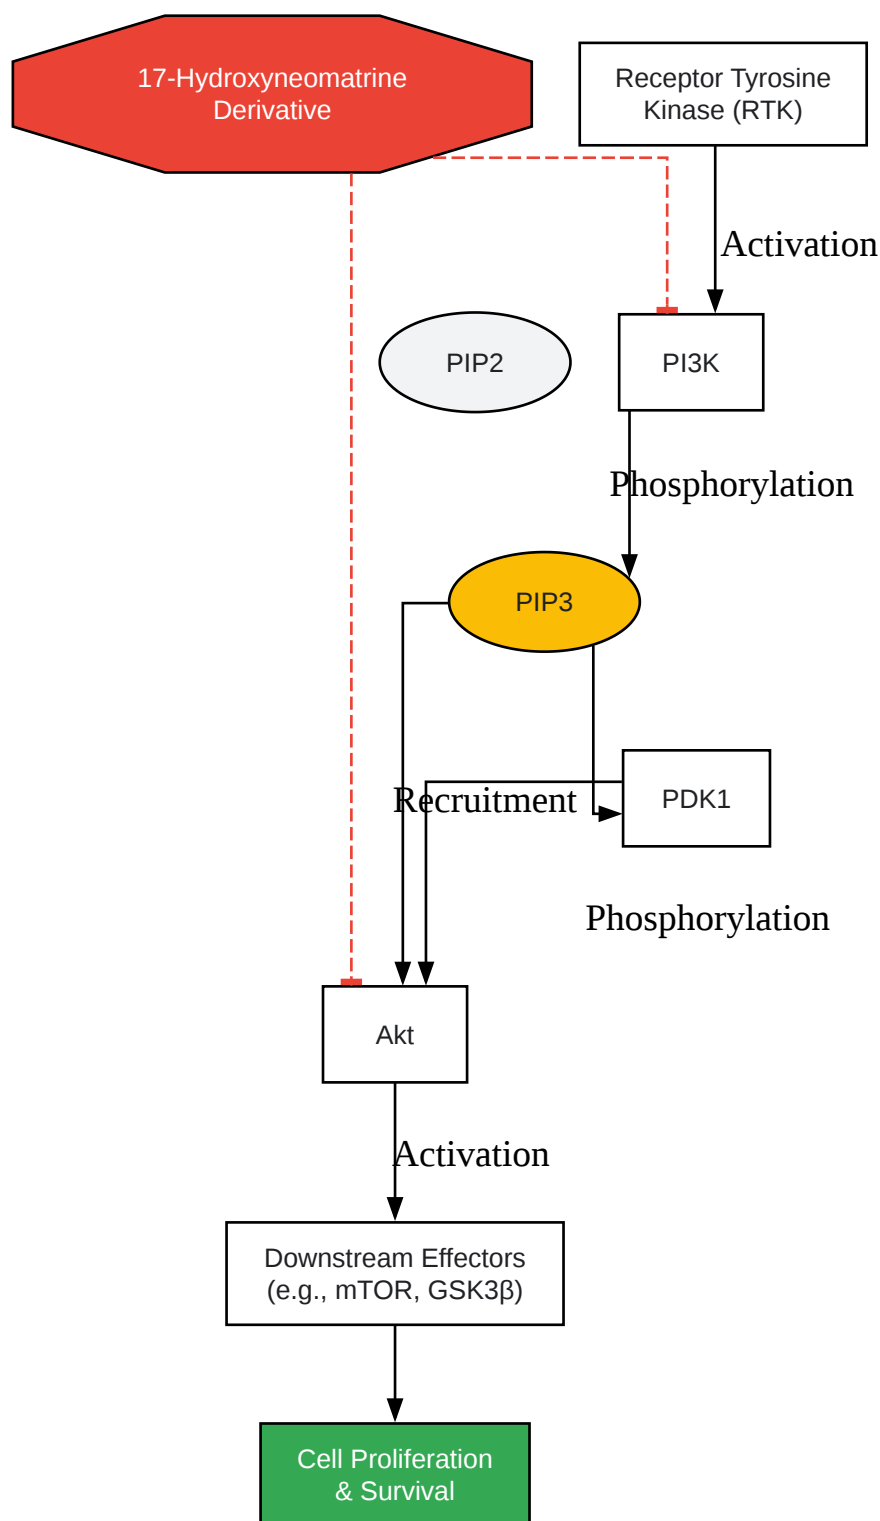 17-Hydroxyneomatrine
Derivative
Receptor Tyrosine
Kinase (RTK)
Activation
PIP2
PI3K
Phosphorylation
PIP3
Recruitment
PDK1
Phosphorylation
Akt
Activation
Downstream Effectors
(e.g., mTOR, GSK3β)
Cell Proliferation
& Survival